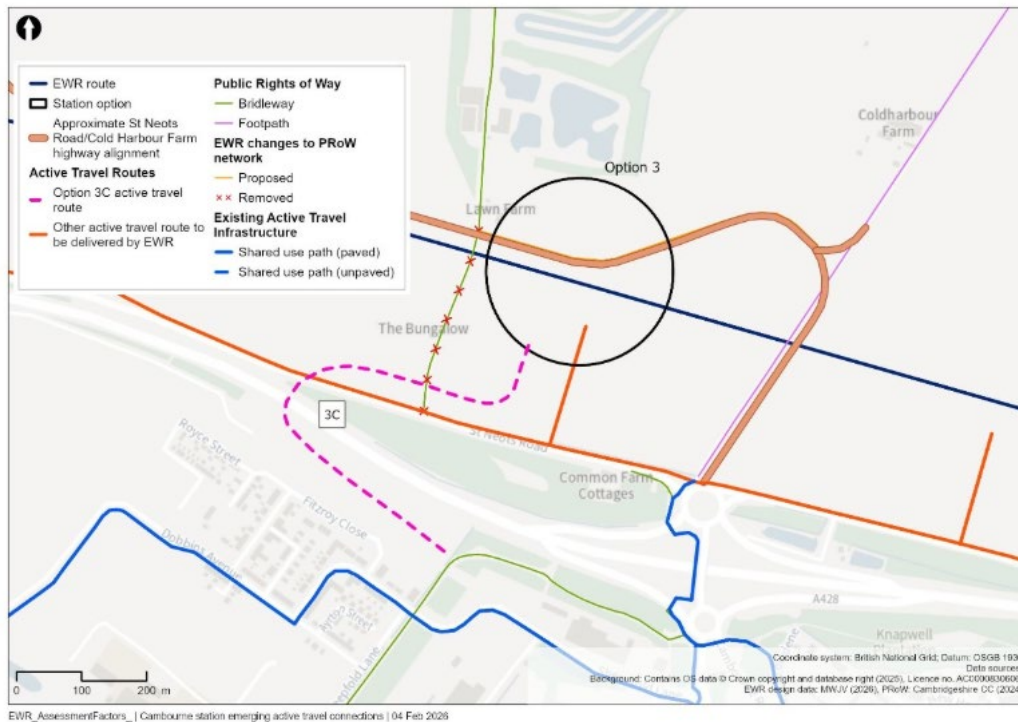 EWR route
Station option
Approximate St Neots
Road/Cold Harbour Farm
highway alignment
Active Travel Routes
Option 3C active travel
route
Other active travel route to
be delivered by EWR
Public Rights of Way
Bridleway
Footpath
EWR changes to PRoW
network
Proposed
Removed
Existing Active Travel
Infrastructure
Shared use path (paved)
Shared use path (unpaved)
Coldharbour
Farm
Option 3
Lawn Farm
The Bungalow
3C
St Neots Road
Royce Street
Fitzroy Close
Common Farm
Cottages
Dobbins Avenue
Ayrton Street
A428
Knapwell
Plantation
0 100 200 m
Coordinate system: British National Grid; Datum: OSGB 193
Data sources
Background: Contains OS data © Crown copyright and database right (2025), Licence no. AC000083060
EWR design data: MWJV (2026), PRoW: Cambridgeshire CC (2024
EWR_AssessmentFactors_ | Cambourne station emerging active travel connections | 04 Feb 2026